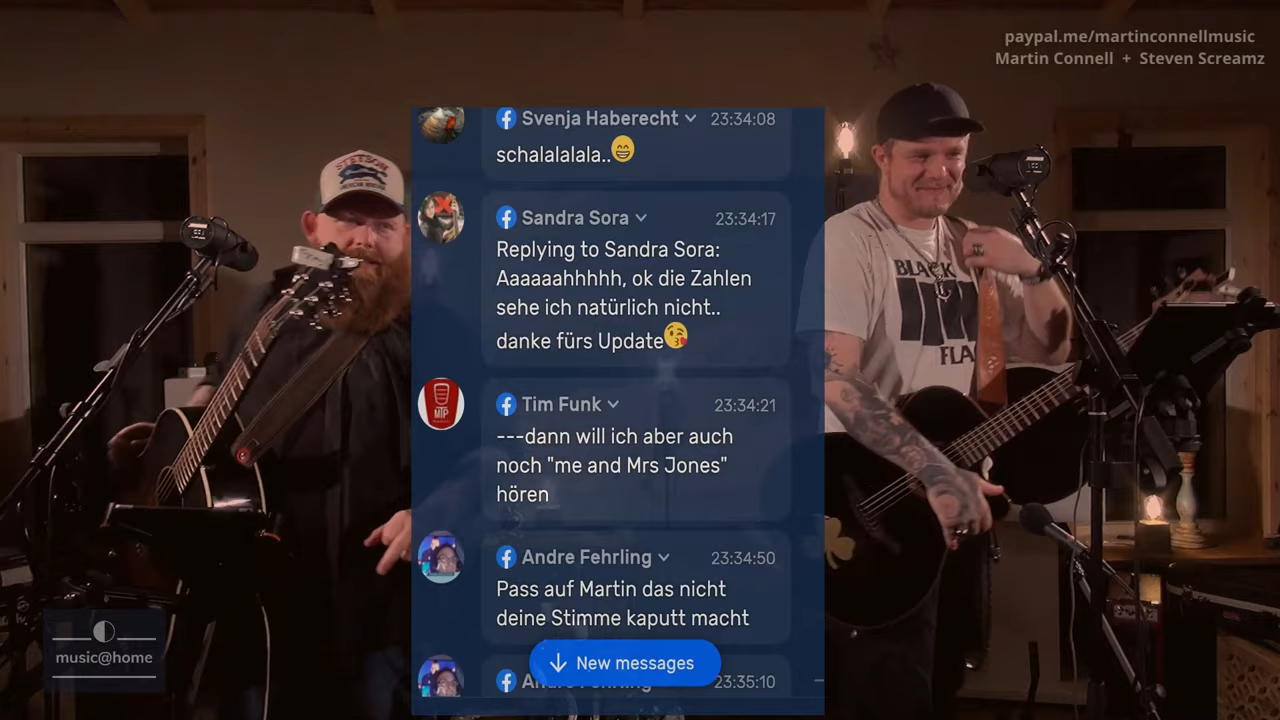 paypal.me/martinconnellmusic
Martin Connell + Steven Screamz
STETSON
Svenja Haberecht 23:34:08
schalalalala..😁
Sandra Sora 23:34:17
Replying to Sandra Sora:
Aaaaaahhhhh, ok die Zahlen
sehe ich natürlich nicht..
danke fürs Update😘
MTP
Tim Funk 23:34:21
---dann will ich aber auch
noch "me and Mrs Jones"
hören
Andre Fehrling 23:34:50
Pass auf Martin das nicht
deine Stimme kaputt macht
New messages
Andre Fehrling 23:35:10
BLACK
FLAG
music@home